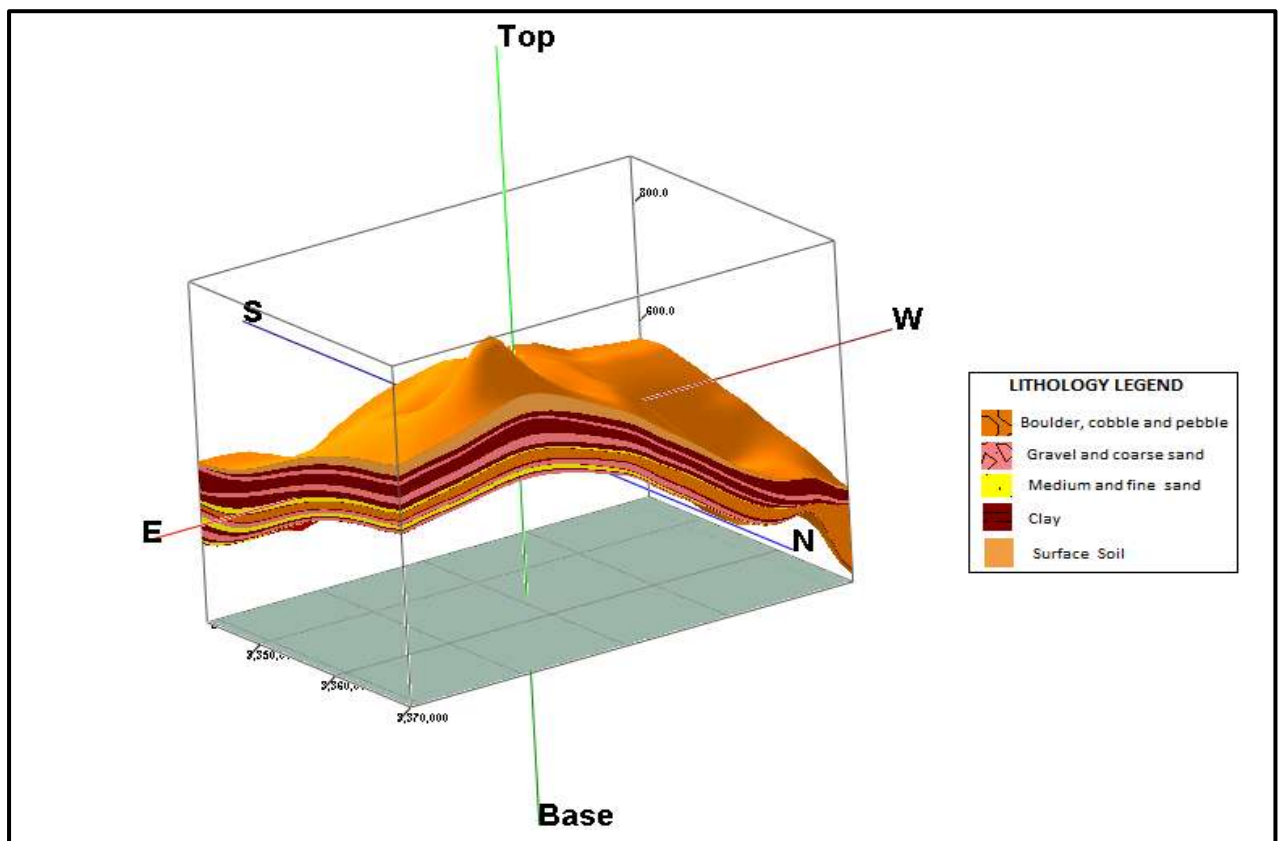 Top
800.0
600.0
S
W
E
N
3,370,000
Base
LITHOLOGY LEGEND
Boulder, cobble and pebble
Gravel and coarse sand
Medium and fine sand
Clay
Surface Soil